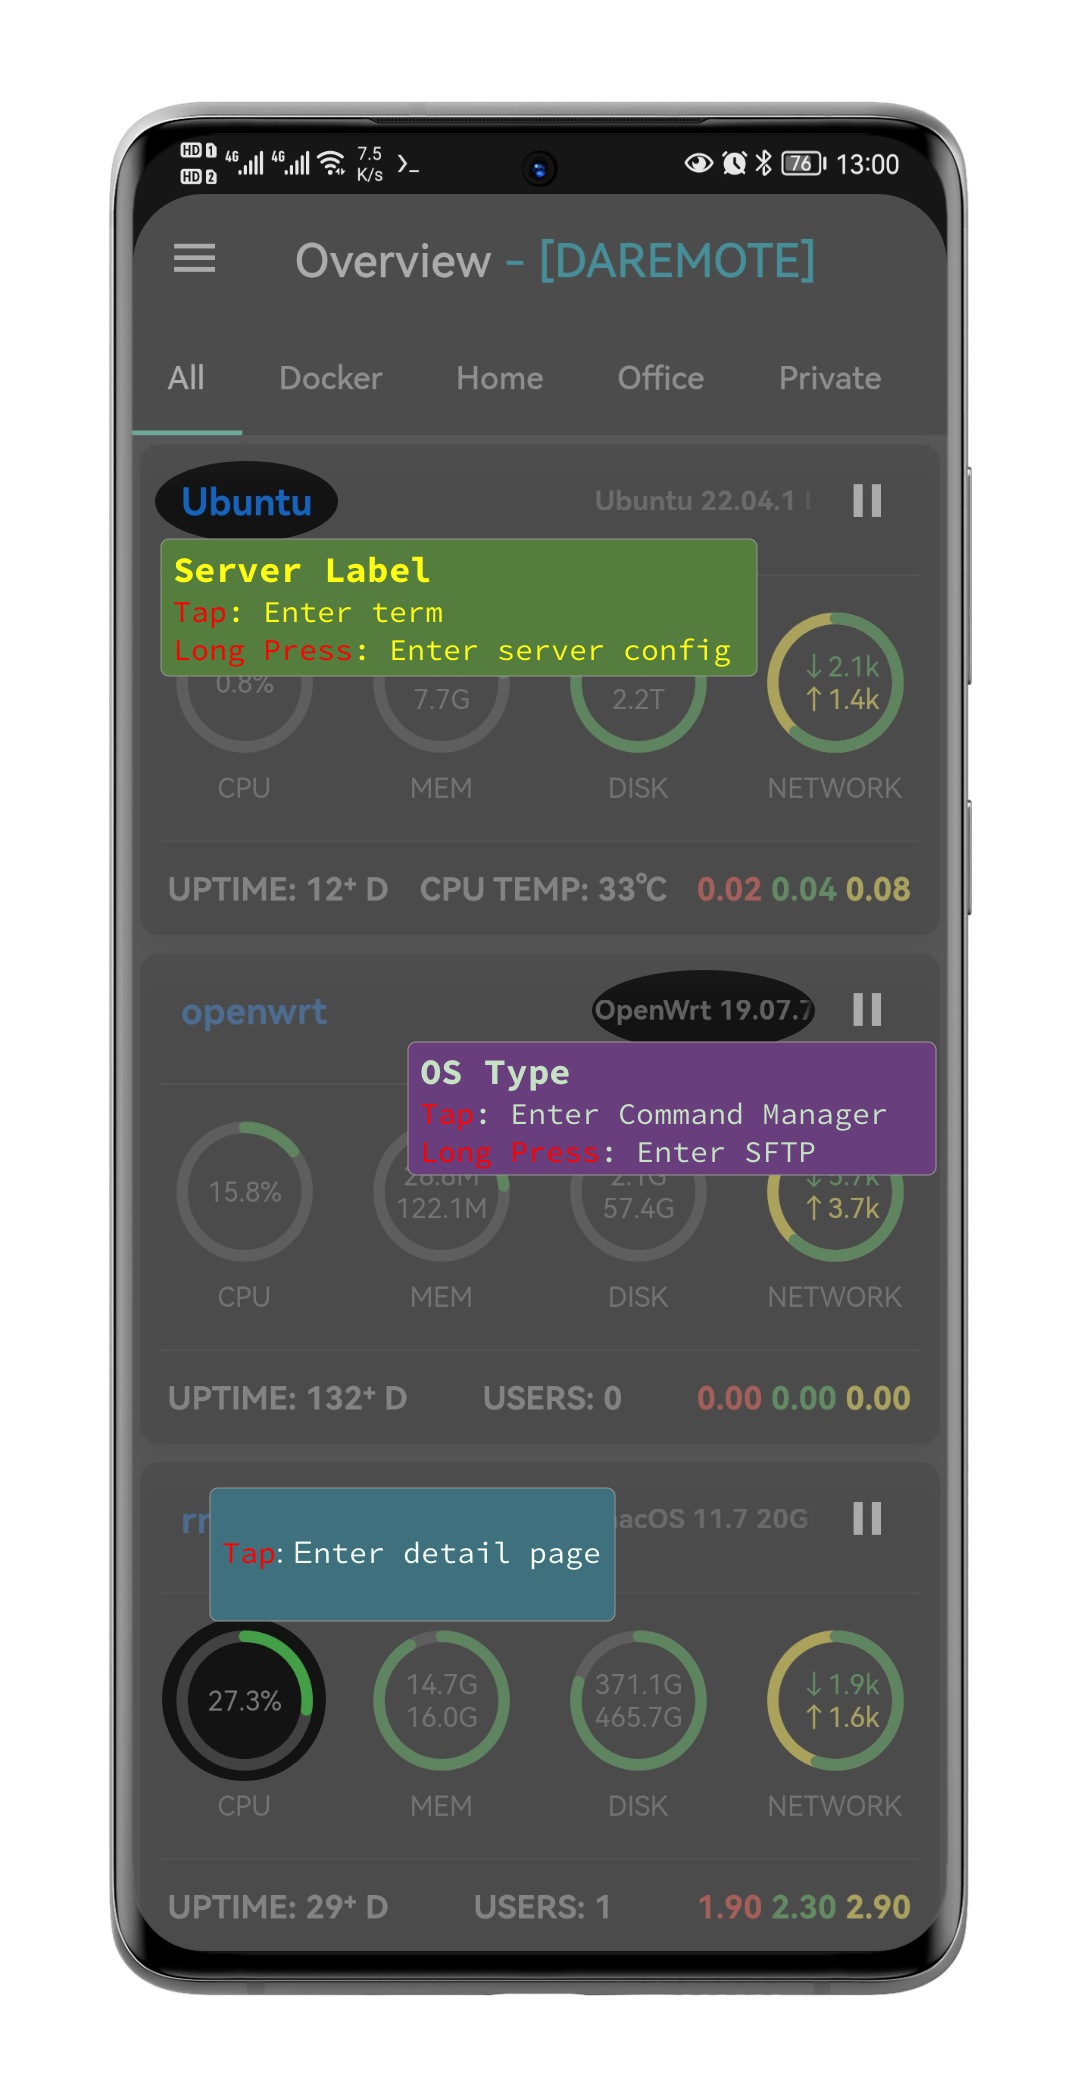 HD 1
HD 2
4G
4G
7.5
K/s
76
13:00
Overview - [DAREMOTE]
All
Docker
Home
Office
Private
Ubuntu
Ubuntu 22.04.1
Server Label
Tap: Enter term
Long Press: Enter server config
0.8%
7.7G
2.2T
↓2.1k
↑1.4k
CPU
MEM
DISK
NETWORK
UPTIME: 12⁺ D
CPU TEMP: 33℃
0.02 0.04 0.08
openwrt
OpenWrt 19.07.7
OS Type
Tap: Enter Command Manager
Long Press: Enter SFTP
15.8%
122.1M
57.4G
↑3.7k
CPU
MEM
DISK
NETWORK
UPTIME: 132⁺ D
USERS: 0
0.00 0.00 0.00
acOS 11.7 20G
Tap: Enter detail page
27.3%
14.7G
16.0G
371.1G
465.7G
↓1.9k
↑1.6k
CPU
MEM
DISK
NETWORK
UPTIME: 29⁺ D
USERS: 1
1.90 2.30 2.90